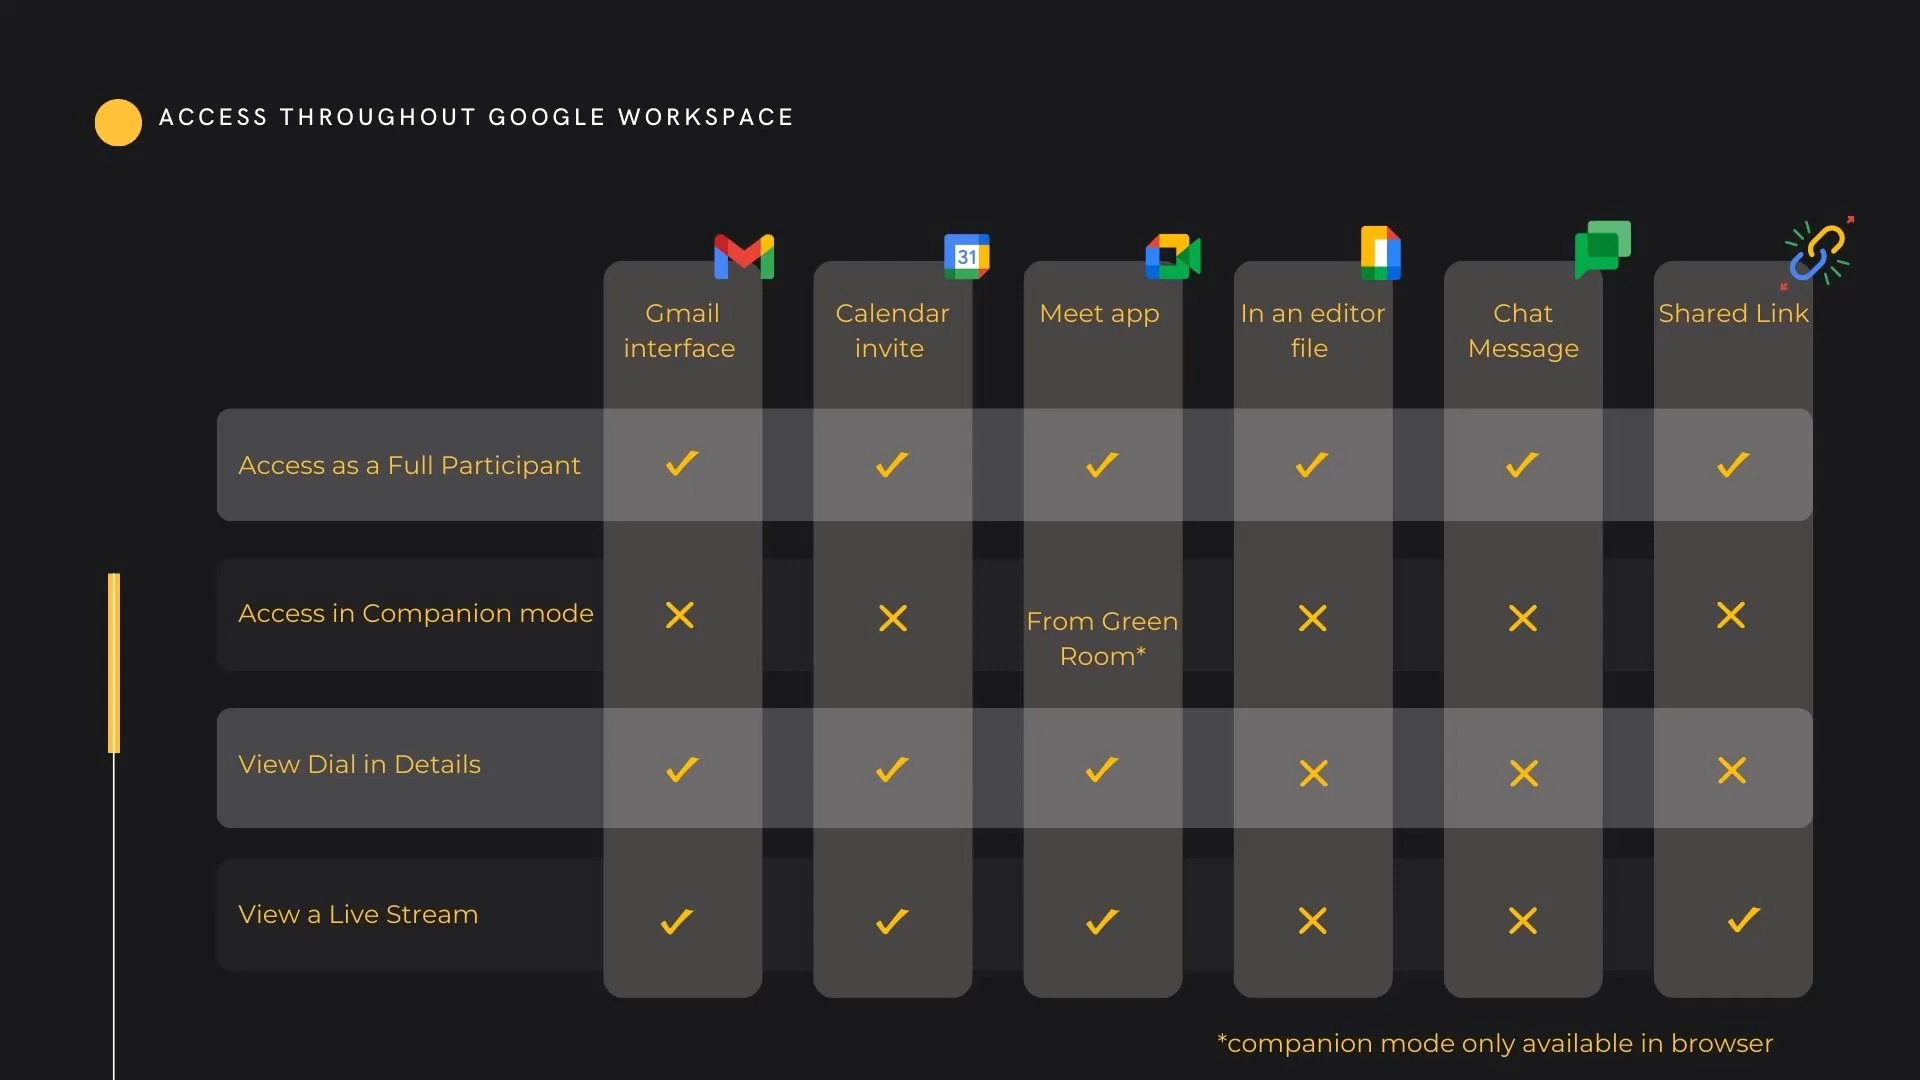 ACCESS THROUGHOUT GOOGLE WORKSPACE
31
Gmail
interface
Calendar
invite
Meet app
In an editor
file
Chat
Message
Shared Link
Access as a Full Participant
Access in Companion mode
From Green
Room*
View Dial in Details
View a Live Stream
*companion mode only available in browser